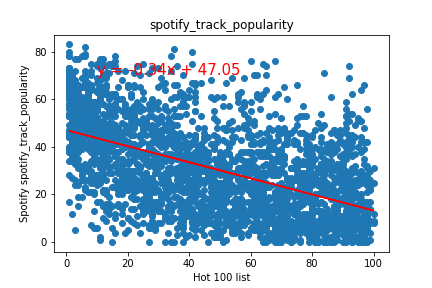 spotify_track_popularity
y = -0.34x + 47.05
80
60
40
20
0
Spotify spotify_track_popularity
0 20 40 60 80 100
Hot 100 list